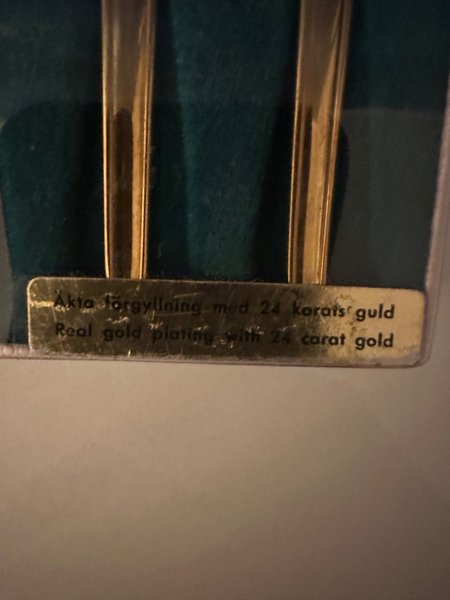 Äkta förgyllning med 24 karats guld
Real gold plating with 24 carat gold